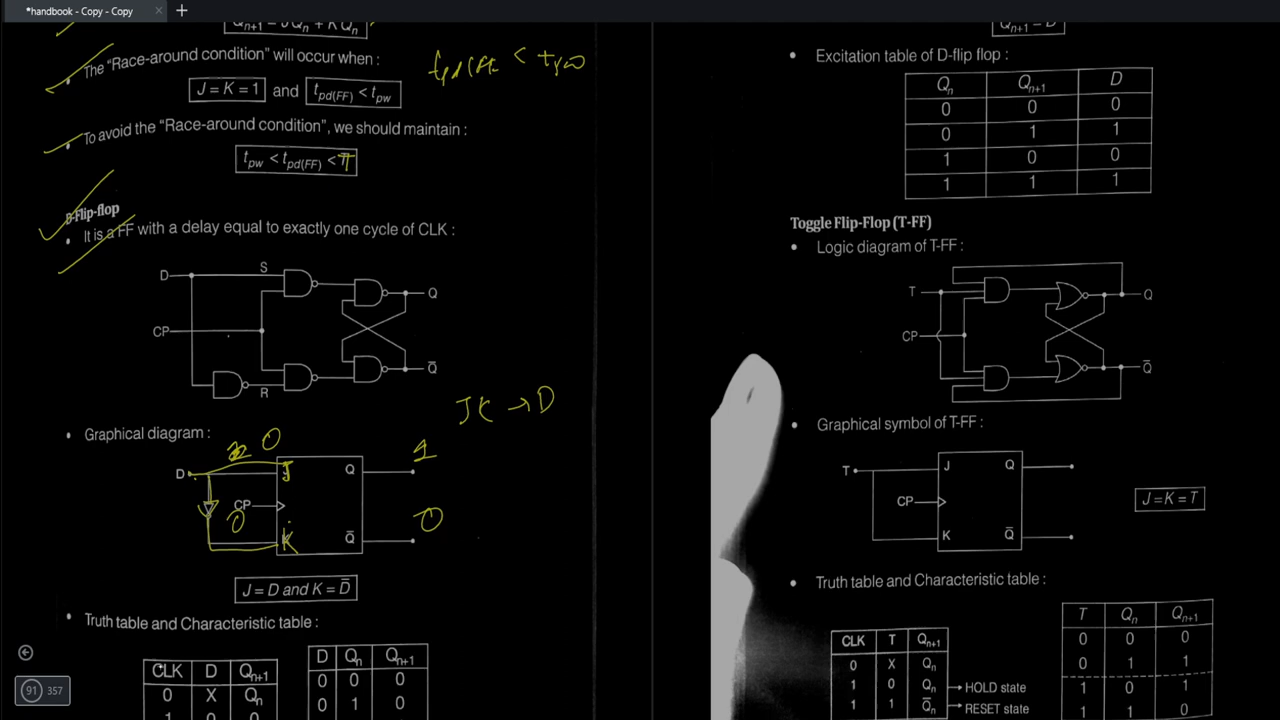 *handbook - Copy - Copy
Q_n+1 = JQ̄_n + K̄Q_n
The “Race-around condition” will occur when :
J = K = 1 and t_pd(FF) < t_pw
To avoid the “Race-around condition”, we should maintain :
t_pw < t_pd(FF) < T
D-Flip-flop
It is a FF with a delay equal to exactly one cycle of CLK :
D
S
Q
CP
R
Q̄
JK → D
Graphical diagram :
0
1
D
J
Q
CP
0
0
K
Q̄
J = D and K = D̄
Truth table and Characteristic table :
CLK D Q_n+1
0 X Q_n
D Q_n Q_n+1
0 0 0
0 1 0
91 357
Q_n+1 = D
Excitation table of D-flip flop :
Q_n Q_n+1 D
0 0 0
0 1 1
1 0 0
1 1 1
Toggle Flip-Flop (T-FF)
Logic diagram of T-FF :
T
Q
CP
Q̄
Graphical symbol of T-FF :
T
J
Q
CP
K
Q̄
J = K = T
Truth table and Characteristic table :
CLK T Q_n+1
0 X Q_n
1 0 Q_n → HOLD state
1 1 Q̄_n → RESET state
T Q_n Q_n+1
0 0 0
0 1 1
1 0 1
1 1 0